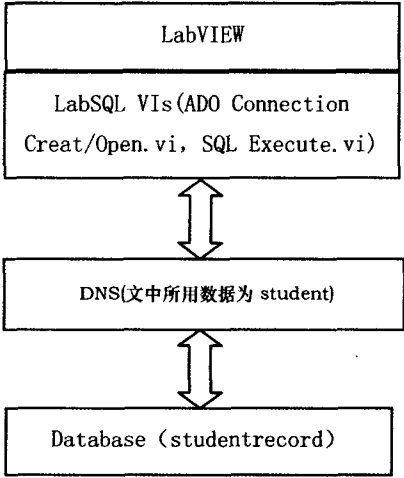 LabVIEW
LabSQL VIs(ADO Connection
Creat/Open.vi, SQL Execute.vi)
DNS(文中所用数据为 student)
Database（studentrecord）